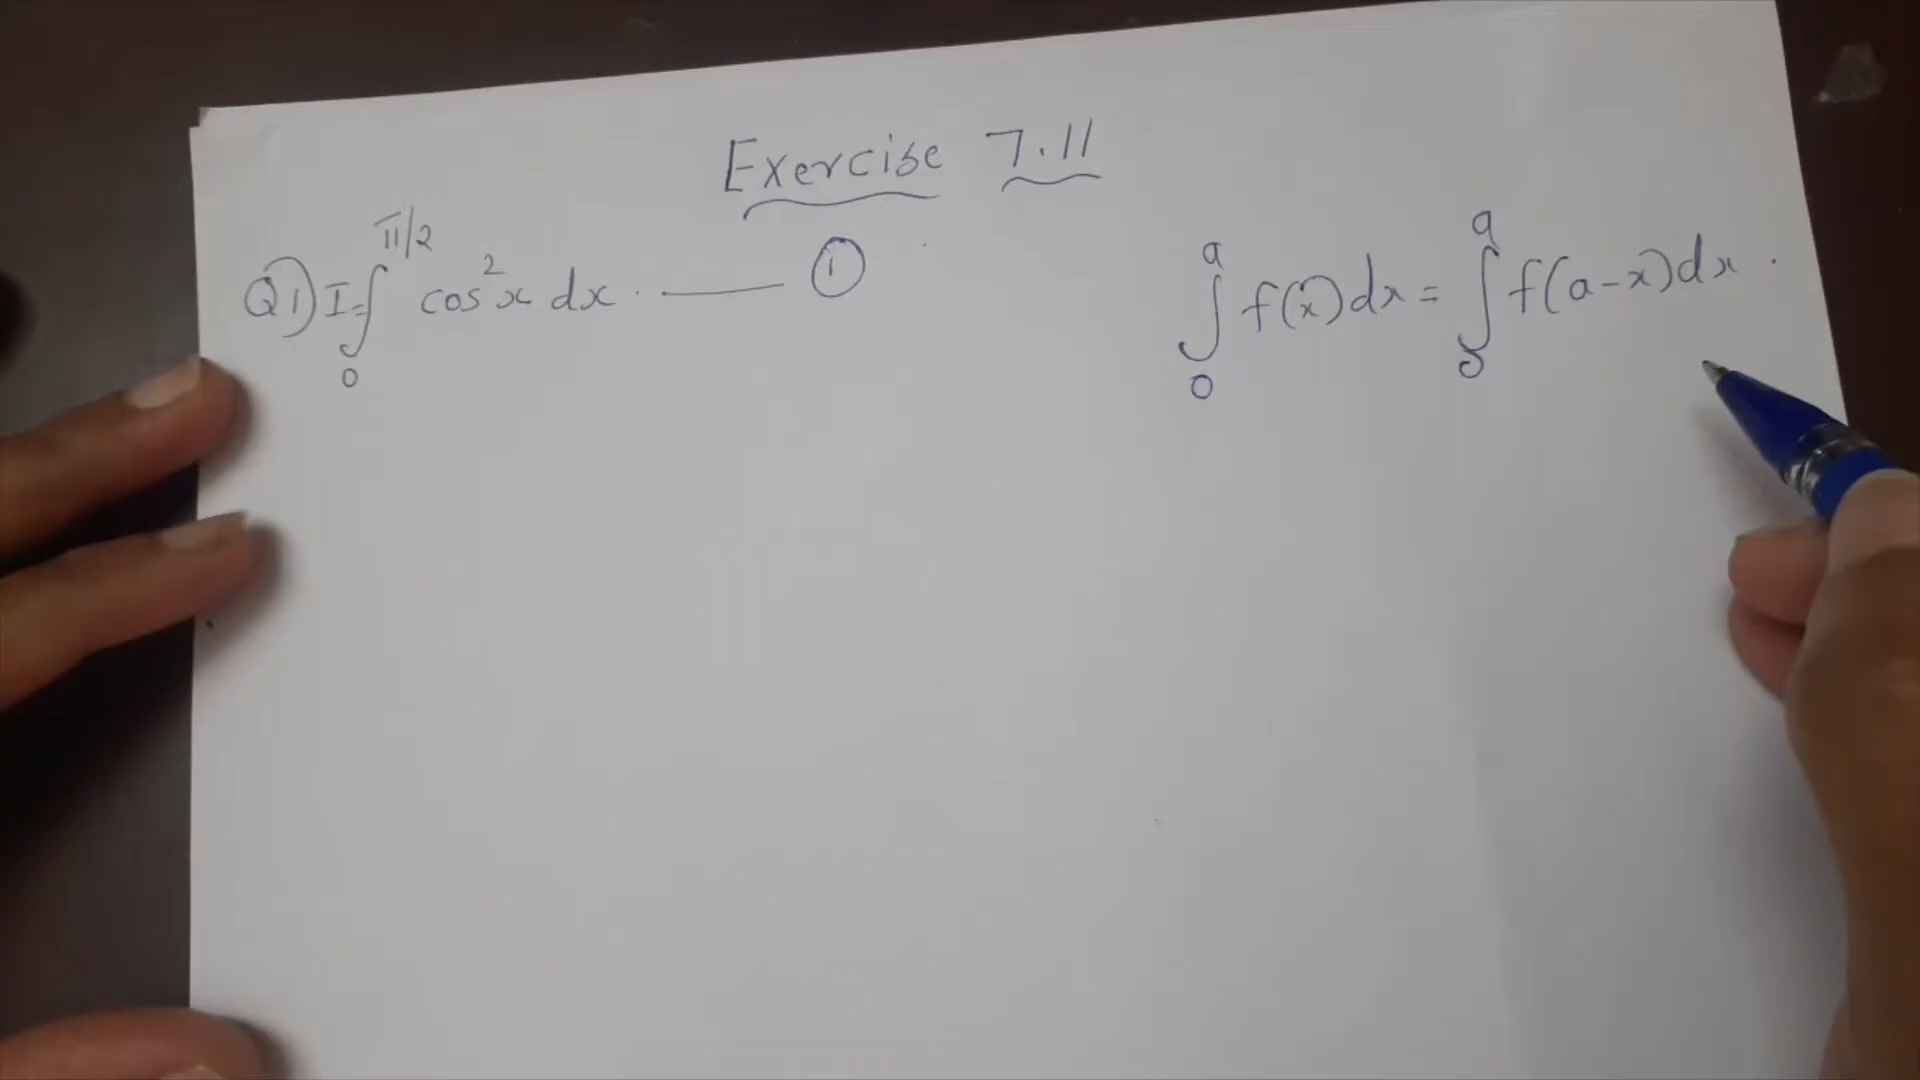 Exercise 7.11
Q1) I = ∫₀^{π/2} cos²x dx. —— ①
∫₀^a f(x)dx = ∫₀^a f(a-x)dx.